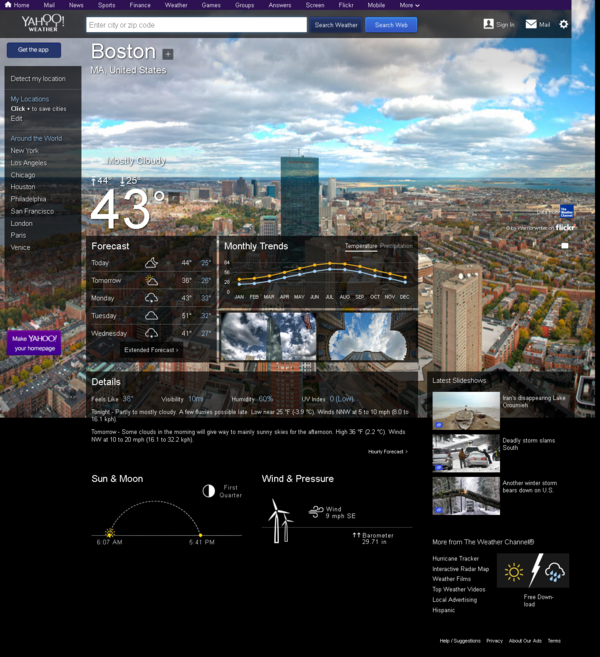 Home Mail News Sports Finance Weather Games Groups Answers Screen Flickr Mobile More
YAHOO!
WEATHER
Enter city or zip code
Search Weather
Search Web
Sign In
Mail
Get the app
Boston +
MA, United States
Detect my location
My Locations
Click + to save cities
Edit
Around the World
New York
Los Angeles
Chicago
Houston
Philadelphia
San Francisco
London
Paris
Venice
Mostly Cloudy
44° 25°
43°
The Weather Channel
flickr
Forecast
Today 44° 25°
Tomorrow 36° 26°
Monday 43° 33°
Tuesday 51° 32°
Wednesday 41° 27°
Extended Forecast >
Monthly Trends
Temperature Precipitation
84
56
28
0
JAN FEB MAR APR MAY JUN JUL AUG SEP OCT NOV DEC
Make YAHOO!
your homepage
Details
Feels Like 38° Visibility 10mi Humidity 60% UV Index 0 (Low)
Tonight - Partly to mostly cloudy. A few flurries possible late. Low near 25 °F (-3.9 °C). Winds NNW at 5 to 10 mph (8.0 to
16.1 kph).
Tomorrow - Some clouds in the morning will give way to mainly sunny skies for the afternoon. High 36 °F (2.2 °C). Winds
NW at 10 to 20 mph (16.1 to 32.2 kph).
Hourly Forecast >
Sun & Moon
First
Quarter
6:07 AM 5:41 PM
Wind & Pressure
Wind
9 mph SE
Barometer
29.71 in
Latest Slideshows
Iran's disappearing Lake
Oroumieh
Deadly storm slams
South
Another winter storm
bears down on U.S.
More from The Weather Channel®
Hurricane Tracker
Interactive Radar Map
Weather Films
Top Weather Videos
Local Advertising
Hispanic
Free Down-
load
Help / Suggestions Privacy About Our Ads Terms